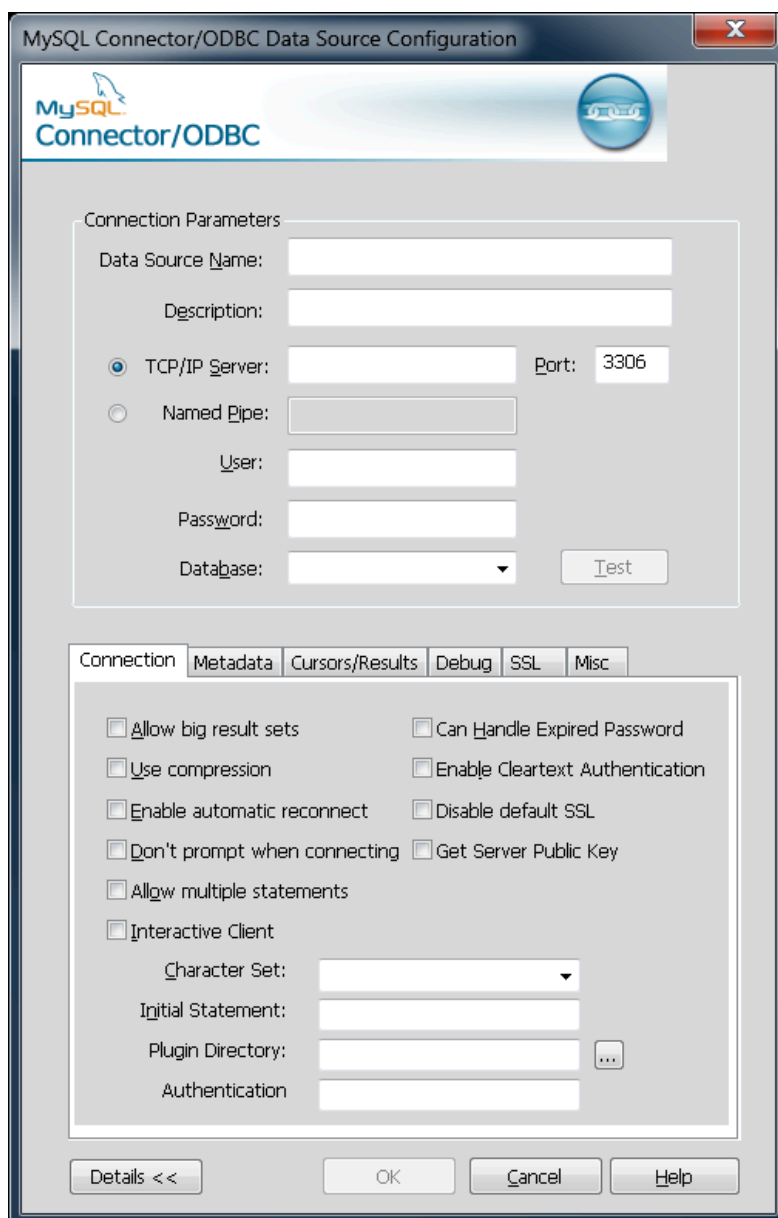 MySQL Connector/ODBC Data Source Configuration
MySQL
Connector/ODBC
Connection Parameters
Data Source Name:
Description:
TCP/IP Server: Port: 3306
Named Pipe:
User:
Password:
Database: Test
Connection Metadata Cursors/Results Debug SSL Misc
Allow big result sets Can Handle Expired Password
Use compression Enable Cleartext Authentication
Enable automatic reconnect Disable default SSL
Don't prompt when connecting Get Server Public Key
Allow multiple statements
Interactive Client
Character Set:
Initial Statement:
Plugin Directory: ...
Authentication
Details << OK Cancel Help